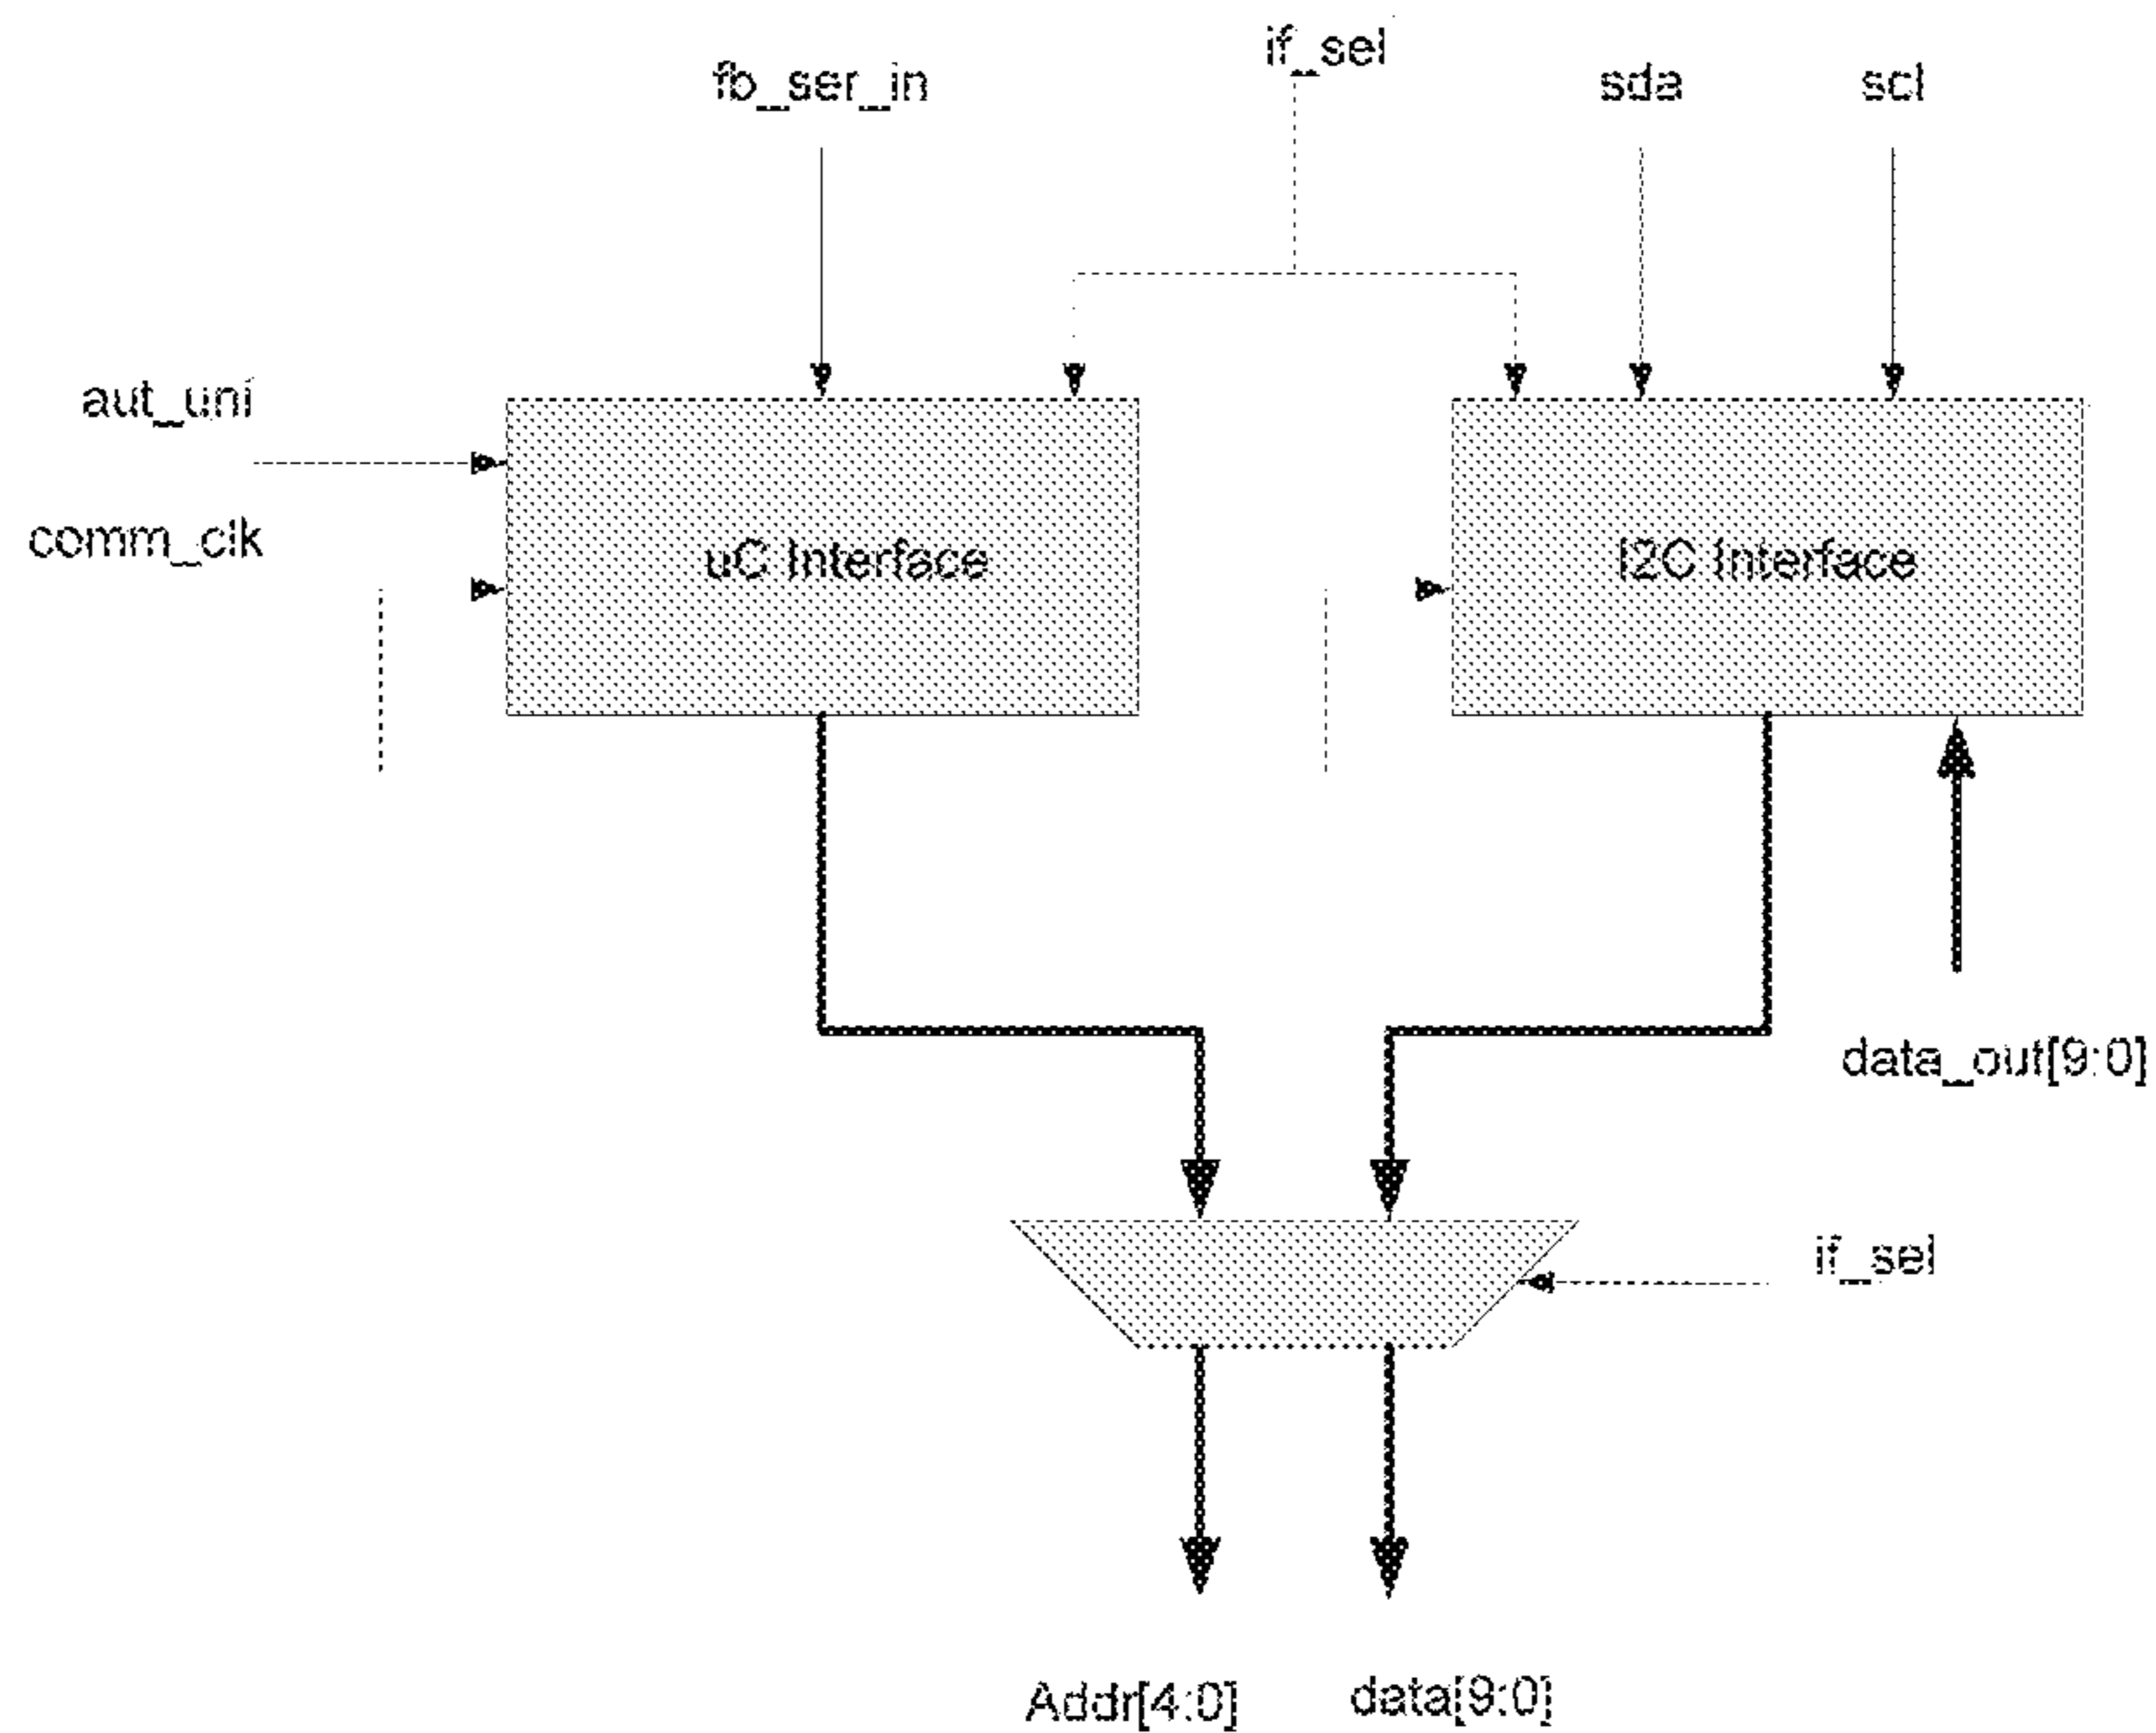 if_sel
fb_ser_in
sda
scl
aut_uni
comm_clk
uC Interface
I2C Interface
data_out[9:0]
if_sel
Addr[4:0]
data[9:0]